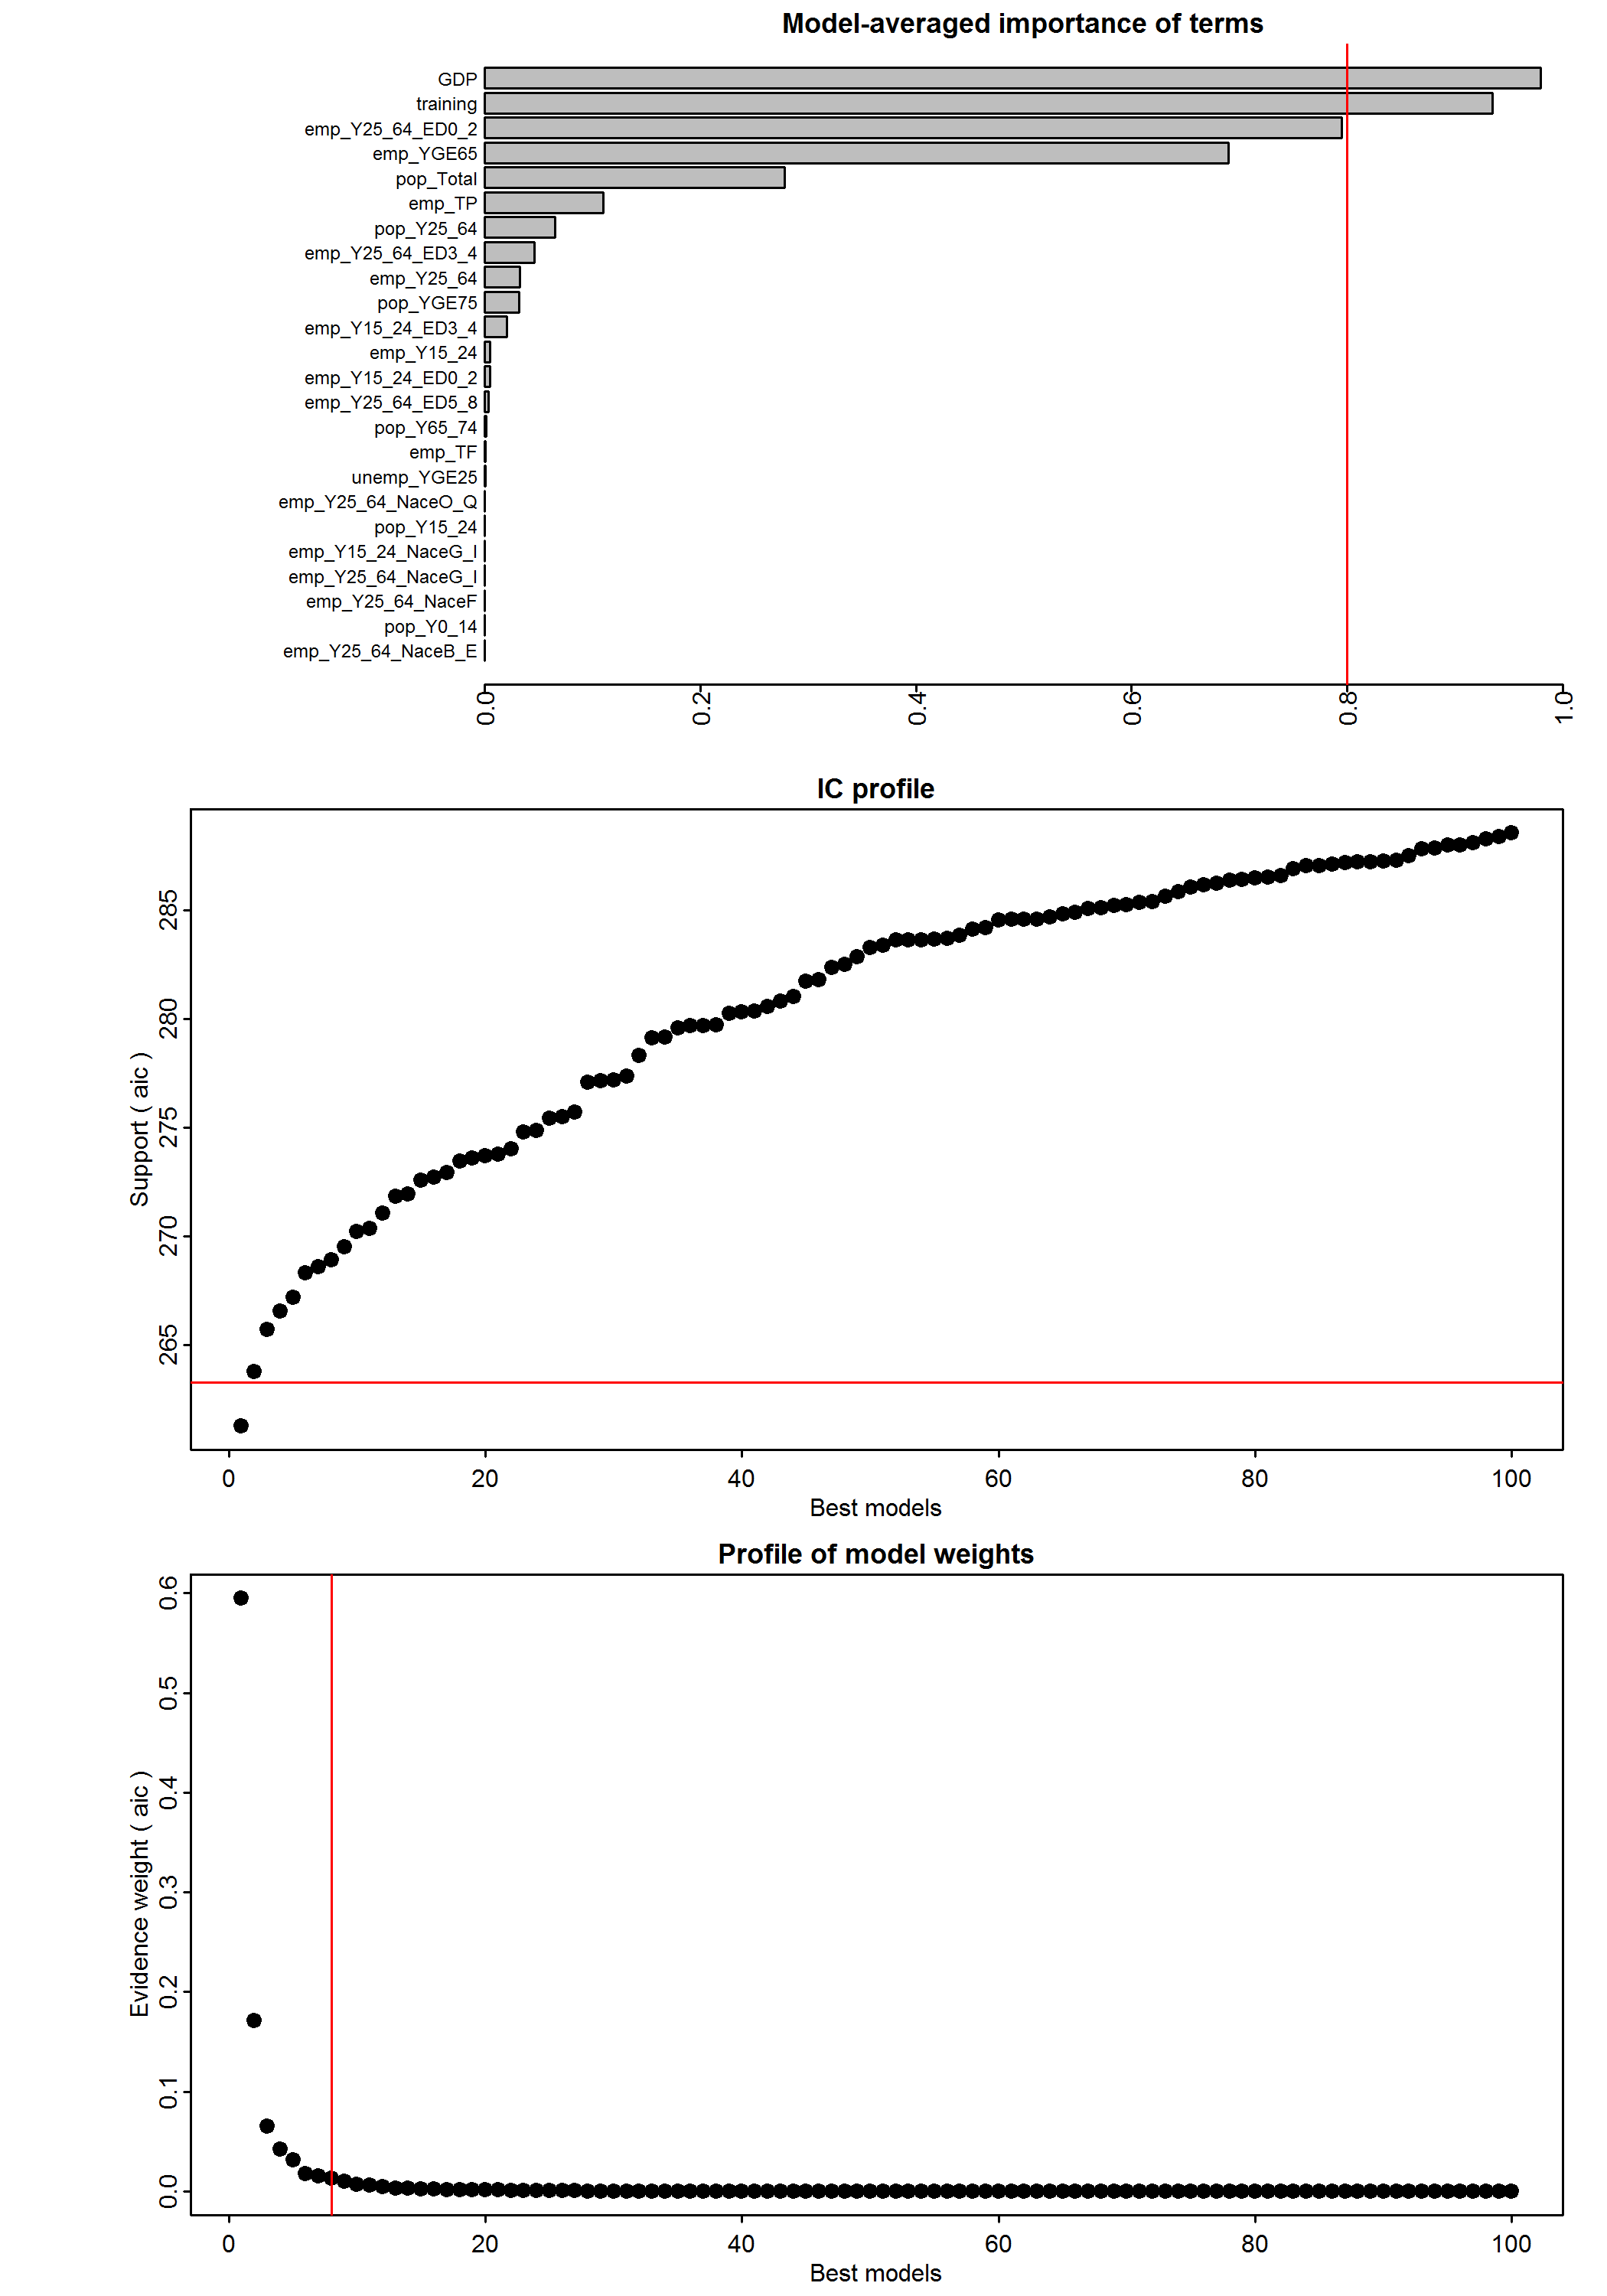 Model-averaged importance of terms
GDP
training
emp_Y25_64_ED0_2
emp_YGE65
pop_Total
emp_TP
pop_Y25_64
emp_Y25_64_ED3_4
emp_Y25_64
pop_YGE75
emp_Y15_24_ED3_4
emp_Y15_24
emp_Y15_24_ED0_2
emp_Y25_64_ED5_8
pop_Y65_74
emp_TF
unemp_YGE25
emp_Y25_64_NaceO_Q
pop_Y15_24
emp_Y15_24_NaceG_I
emp_Y25_64_NaceG_I
emp_Y25_64_NaceF
pop_Y0_14
emp_Y25_64_NaceB_E
0.0 0.2 0.4 0.6 0.8 1.0
IC profile
Support ( aic )
285
280
275
270
265
0 20 40 60 80 100
Best models
Profile of model weights
Evidence weight ( aic )
0.6
0.5
0.4
0.3
0.2
0.1
0.0
0 20 40 60 80 100
Best models